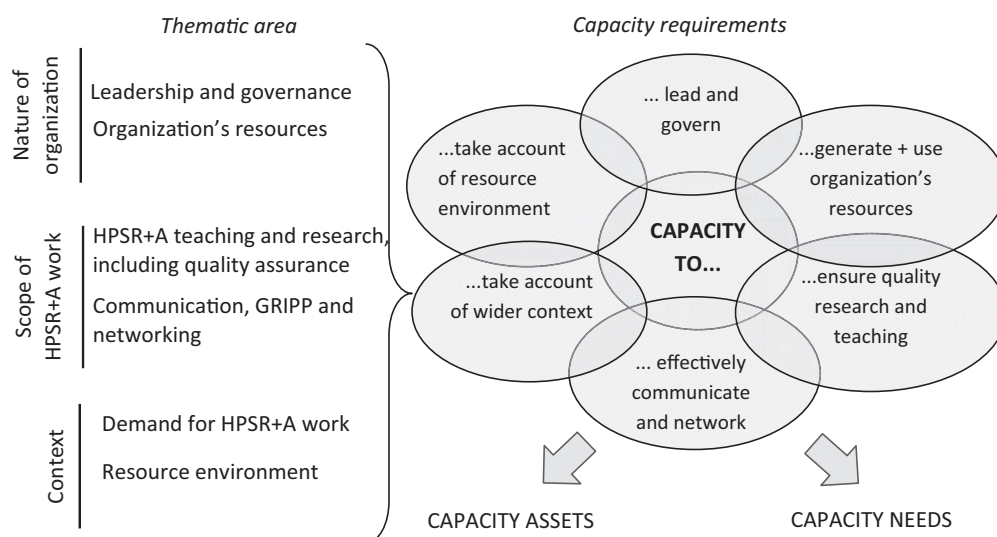 Thematic area
Nature of
organization
Leadership and governance
Organization's resources
Scope of
HPSR+A work
HPSR+A teaching and research,
including quality assurance
Communication, GRIPP and
networking
Context
Demand for HPSR+A work
Resource environment
Capacity requirements
... lead and
govern
...take account
of resource
environment
...generate + use
organization's
resources
CAPACITY
TO...
...take account
of wider context
...ensure quality
research and
teaching
... effectively
communicate
and network
CAPACITY ASSETS
CAPACITY NEEDS